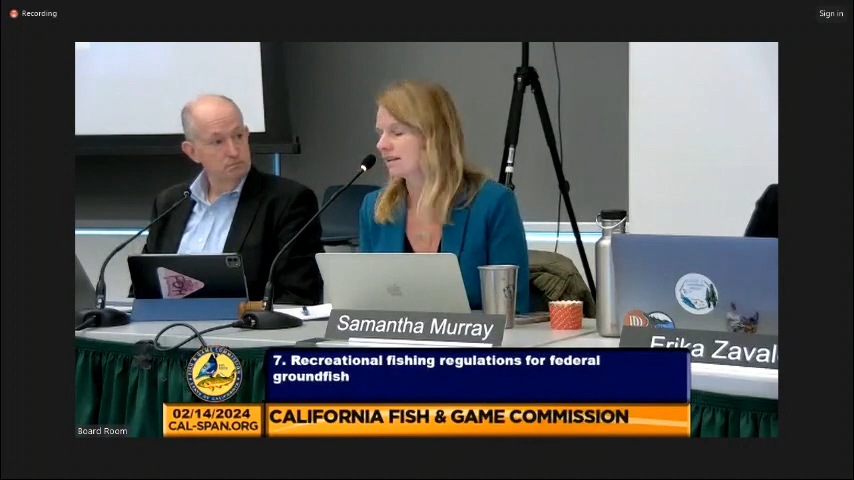 Recording
Sign in
Samantha Murray
Erika Zaval
7. Recreational fishing regulations for federal
groundfish
02/14/2024
CAL-SPAN.ORG
CALIFORNIA FISH & GAME COMMISSION
Board Room